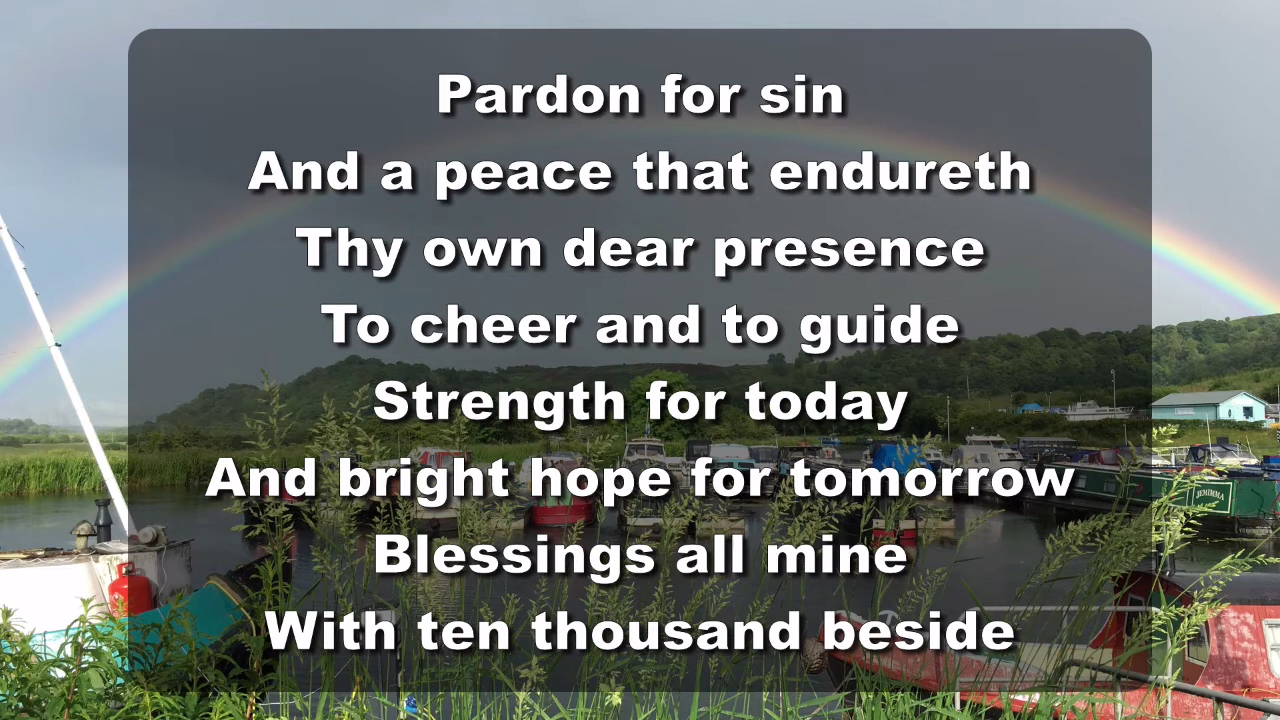 Pardon for sin
And a peace that endureth
Thy own dear presence
To cheer and to guide
Strength for today
And bright hope for tomorrow
Blessings all mine
With ten thousand beside
JEMIMMA